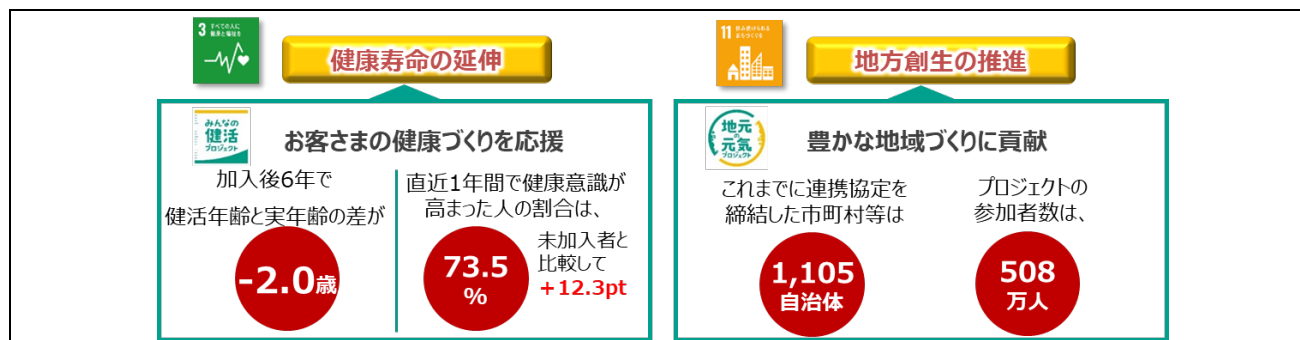 3 すべての人に
健康と福祉を
健康寿命の延伸
みんなの
健活
プロジェクト
お客さまの健康づくりを応援
加入後6年で
健活年齢と実年齢の差が
-2.0歳
直近1年間で健康意識が
高まった人の割合は、
73.5
%
未加入者と
比較して
+12.3pt
11 住み続けられる
まちづくりを
地方創生の推進
地元
の
元気
プロジェクト
豊かな地域づくりに貢献
これまでに連携協定を
締結した市町村等は
1,105
自治体
プロジェクトの
参加者数は、
508
万人